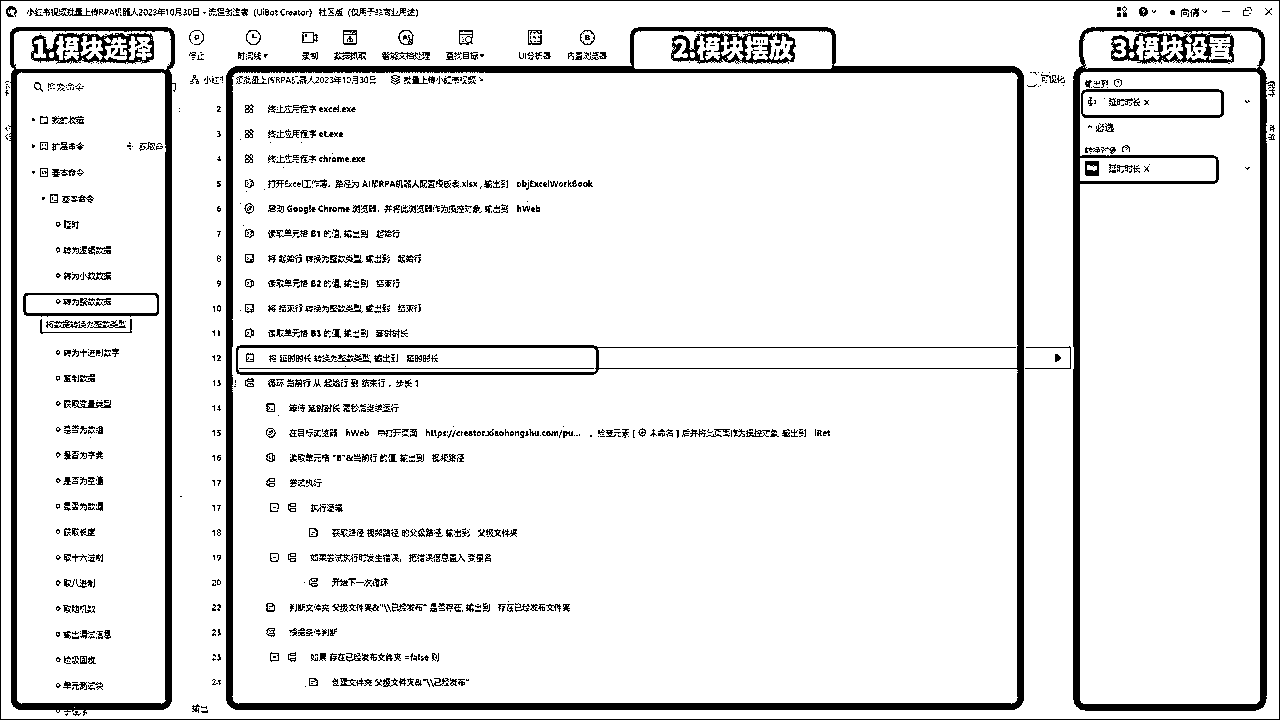 小红书视频批量上传RPA机器人2023年10月30日 - 流程创造者（UiBot Creator） 社区版（仅用于非商业用途）
1.模块选择
停止
时间线
录制
数据抓取
智能文档处理
查找目标
2.模块摆放
UI分析器
内置浏览器
3.模块设置
批量上传RPA机器人2023年10月30日
批量上传小红书视频
可视化
搜索命令
我的收藏
扩展命令
基本命令
基本命令
延时
转为逻辑数据
转为小数数据
转为整数数据
将数据转换为整数类型
转为十进制数字
复制数据
获取变量类型
是否为数组
是否为字典
是否为空值
是否为数值
获取长度
取十六进制
取八进制
取随机数
输出调试信息
垃圾回收
单元测试块
子程序
2 终止应用程序 excel.exe
3 终止应用程序 et.exe
4 终止应用程序 chrome.exe
5 打开Excel工作簿，路径为 AI帮RPA机器人配置模版表.xlsx , 输出到 objExcelWorkBook
6 启动 Google Chrome 浏览器，并将此浏览器作为操控对象, 输出到 hWeb
7 读取单元格 B1 的值, 输出到 起始行
8 将 起始行 转换为整数类型, 输出到 起始行
9 读取单元格 B2 的值, 输出到 结束行
10 将 结束行 转换为整数类型, 输出到 结束行
11 读取单元格 B3 的值, 输出到 延时时长
12 将 延时时长 转换为整数类型, 输出到 延时时长
13 循环 当前行 从 起始行 到 结束行 ，步长 1
14 等待 延时时长 毫秒后继续运行
15 在目标浏览器 hWeb 中打开页面 https://creator.xiaohongshu.com/pu... ，检查元素 [ 未命名 ] 后并将此页面作为操控对象, 输出到 iRet
16 读取单元格 "B"&当前行 的值, 输出到 视频路径
17 尝试执行
17 执行逻辑
18 获取路径 视频路径 的父级路径, 输出到 父级文件夹
19 如果尝试执行时发生错误，把错误信息置入 变量名
20 开始下一次循环
22 判断文件夹 父级文件夹&"\\已经发布" 是否存在, 输出到 存在已经发布文件夹
23 根据条件判断
23 如果 存在已经发布文件夹 =false 则
24 创建文件夹 父级文件夹&"\\已经发布"
输出到
延时时长
必选
转换对象
延时时长
输出